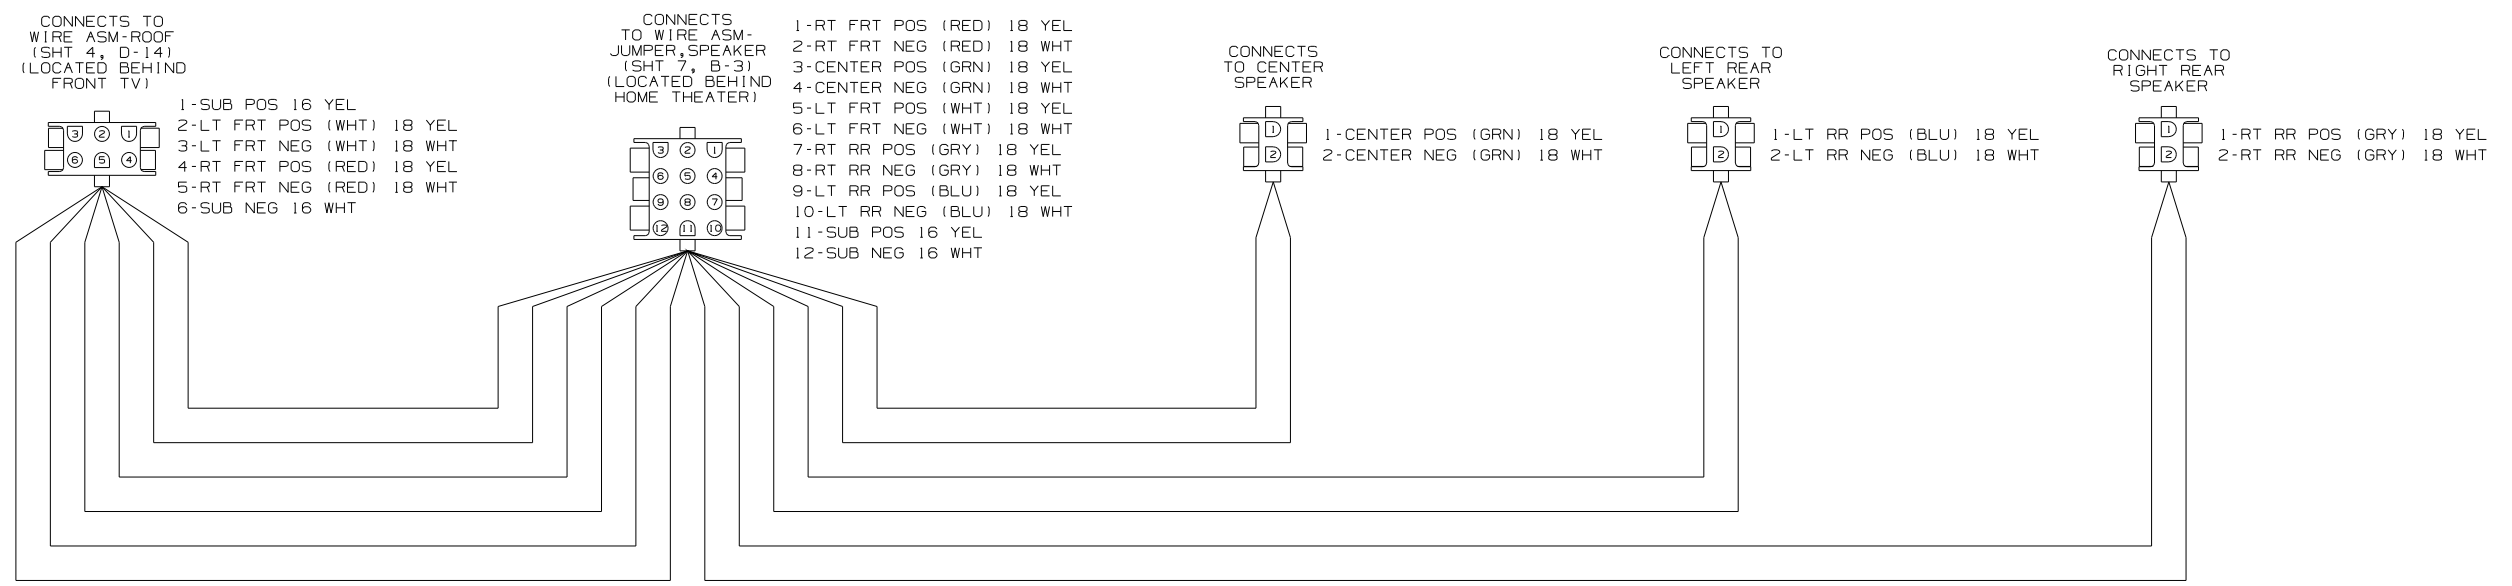 CONNECTS TO
WIRE ASM-ROOF
(SHT 4, D-14)
(LOCATED BEHIND
FRONT TV)
3 2 1
6 5 4
1-SUB POS 16 YEL
2-LT FRT POS (WHT) 18 YEL
3-LT FRT NEG (WHT) 18 WHT
4-RT FRT POS (RED) 18 YEL
5-RT FRT NEG (RED) 18 WHT
6-SUB NEG 16 WHT
CONNECTS
TO WIRE ASM-
JUMPER,SPEAKER
(SHT 7, B-3)
(LOCATED BEHIND
HOME THEATER)
3 2 1
6 5 4
9 8 7
12 11 10
1-RT FRT POS (RED) 18 YEL
2-RT FRT NEG (RED) 18 WHT
3-CENTER POS (GRN) 18 YEL
4-CENTER NEG (GRN) 18 WHT
5-LT FRT POS (WHT) 18 YEL
6-LT FRT NEG (WHT) 18 WHT
7-RT RR POS (GRY) 18 YEL
8-RT RR NEG (GRY) 18 WHT
9-LT RR POS (BLU) 18 YEL
10-LT RR NEG (BLU) 18 WHT
11-SUB POS 16 YEL
12-SUB NEG 16 WHT
CONNECTS
TO CENTER
SPEAKER
1
2
1-CENTER POS (GRN) 18 YEL
2-CENTER NEG (GRN) 18 WHT
CONNECTS TO
LEFT REAR
SPEAKER
1
2
1-LT RR POS (BLU) 18 YEL
2-LT RR NEG (BLU) 18 WHT
CONNECTS TO
RIGHT REAR
SPEAKER
1
2
1-RT RR POS (GRY) 18 YEL
2-RT RR NEG (GRY) 18 WHT